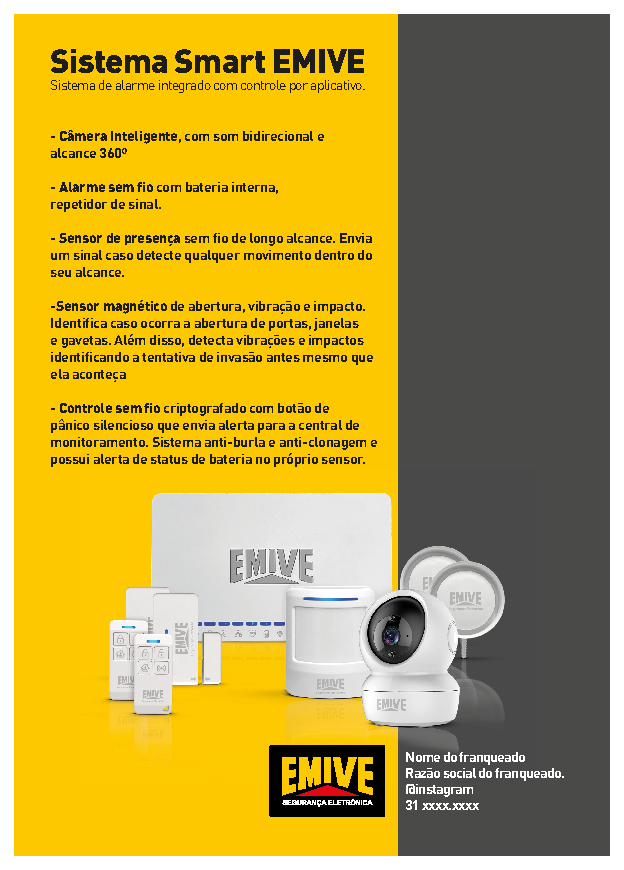 Sistema Smart EMIVE
Sistema de alarme integrado com controle por aplicativo.
- Câmera Inteligente, com som bidirecional e
alcance 360º
- Alarme sem fio com bateria interna,
repetidor de sinal.
- Sensor de presença sem fio de longo alcance. Envia
um sinal caso detecte qualquer movimento dentro do
seu alcance.
-Sensor magnético de abertura, vibração e impacto.
Identifica caso ocorra a abertura de portas, janelas
e gavetas. Além disso, detecta vibrações e impactos
identificando a tentativa de invasão antes mesmo que
ela aconteça
- Controle sem fio criptografado com botão de
pânico silencioso que envia alerta para a central de
monitoramento. Sistema anti-burla e anti-clonagem e
possui alerta de status de bateria no próprio sensor.
EMIVE
EMIVE
EMIVE
EMIVE
EMIVE
EMIVE
EMIVE
SEGURANÇA ELETRÔNICA
Nome do franqueado
Razão social do franqueado.
@instagram
31 xxxx.xxxx